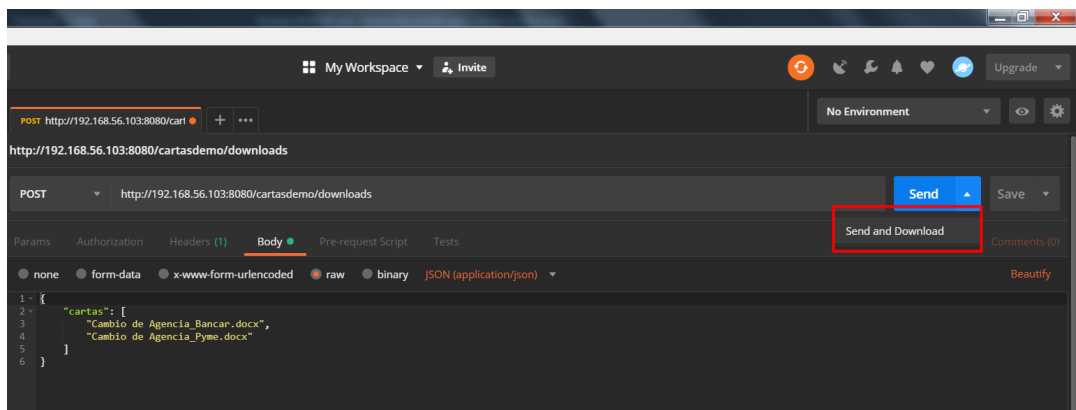 My Workspace
Invite
Upgrade
POST http://192.168.56.103:8080/cart
No Environment
http://192.168.56.103:8080/cartasdemo/downloads
POST http://192.168.56.103:8080/cartasdemo/downloads Send Save
Send and Download
Params Authorization Headers (1) Body Pre-request Script Tests Comments (0)
none form-data x-www-form-urlencoded raw binary JSON (application/json) Beautify
1 {
2 "cartas": [
3 "Cambio de Agencia_Bancar.docx",
4 "Cambio de Agencia_Pyme.docx"
5 ]
6 }